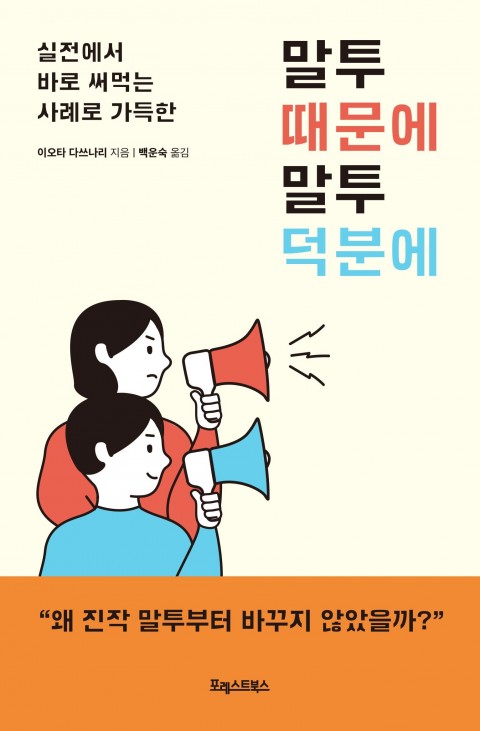 실전에서
바로 써먹는
사례로 가득한
이오타 다쓰나리 지음 | 백운숙 옮김
말투
때문에
말투
덕분에
“왜 진작 말투부터 바꾸지 않았을까?”
포레스트북스